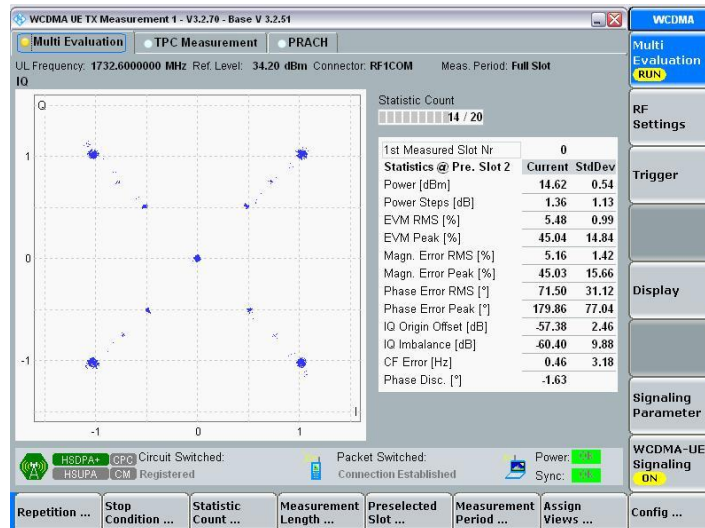 WCDMA UE TX Measurement 1 - V3.2.70 - Base V 3.2.51
WCDMA
Multi Evaluation TPC Measurement PRACH
UL Frequency: 1732.6000000 MHz Ref. Level: 34.20 dBm Connector: RF1COM Meas. Period: Full Slot
IQ
Q
1
0
-1
-1 0 1
I
Statistic Count
14 / 20
1st Measured Slot Nr 0
Statistics @ Pre. Slot 2 Current StdDev
Power [dBm] 14.62 0.54
Power Steps [dB] 1.36 1.13
EVM RMS [%] 5.48 0.99
EVM Peak [%] 45.04 14.84
Magn. Error RMS [%] 5.16 1.42
Magn. Error Peak [%] 45.03 15.66
Phase Error RMS [°] 71.50 31.12
Phase Error Peak [°] 179.86 77.04
IQ Origin Offset [dB] -57.38 2.46
IQ Imbalance [dB] -60.40 9.88
CF Error [Hz] 0.46 3.18
Phase Disc. [°] -1.63
Multi
Evaluation
RUN
RF
Settings
Trigger
Display
Signaling
Parameter
WCDMA-UE
Signaling
ON
HSDPA+ CPC Circuit Switched: Packet Switched: Power:
HSUPA CM Registered Connection Established Sync:
Repetition ...
Stop
Condition ...
Statistic
Count ...
Measurement
Length ...
Preselected
Slot ...
Measurement
Period ...
Assign
Views ...
Config ...